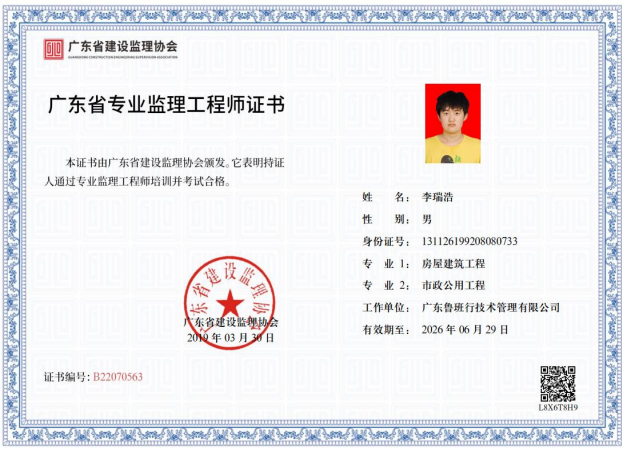 广东省建设监理协会
GUANGDONG CONSTRUCTION ENGINEERING SUPERVISION ASSOCIATION
广东省专业监理工程师证书
本证书由广东省建设监理协会颁发。它表明持证
人通过专业监理工程师培训并考试合格。
姓 名： 李瑞浩
性 别： 男
身份证号： 131126199208080733
专 业 1： 房屋建筑工程
专 业 2： 市政公用工程
工作单位： 广东鲁班行技术管理有限公司
有效期至： 2026 年 06 月 29 日
广东省建设监理协会
广东省建设监理协会
2019 年 03 月 30 日
证书编号：B22070563
L8X6T8H9